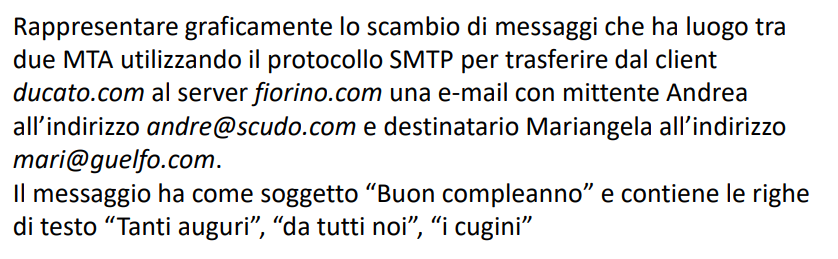 Rappresentare graficamente lo scambio di messaggi che ha luogo tra
due MTA utilizzando il protocollo SMTP per trasferire dal client
ducato.com al server fiorino.com una e-mail con mittente Andrea
all’indirizzo andre@scudo.com e destinatario Mariangela all’indirizzo
mari@guelfo.com.
Il messaggio ha come soggetto “Buon compleanno” e contiene le righe
di testo “Tanti auguri”, “da tutti noi”, “i cugini”